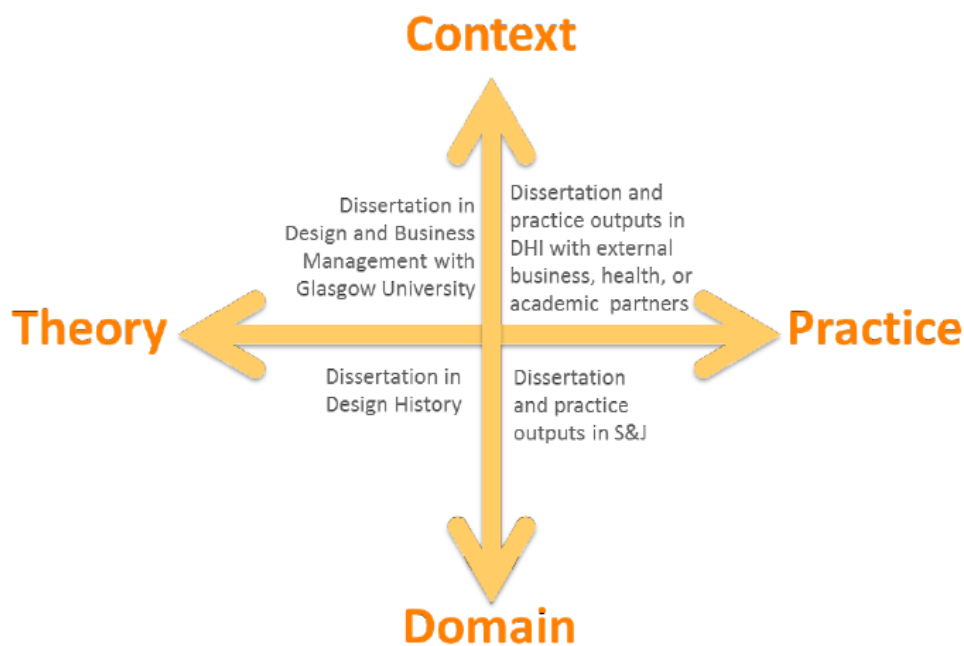 Context
Dissertation in
Design and Business
Management with
Glasgow University
Dissertation and
practice outputs in
DHI with external
business, health, or
academic partners
Theory
Practice
Dissertation in
Design History
Dissertation
and practice
outputs in S&J
Domain